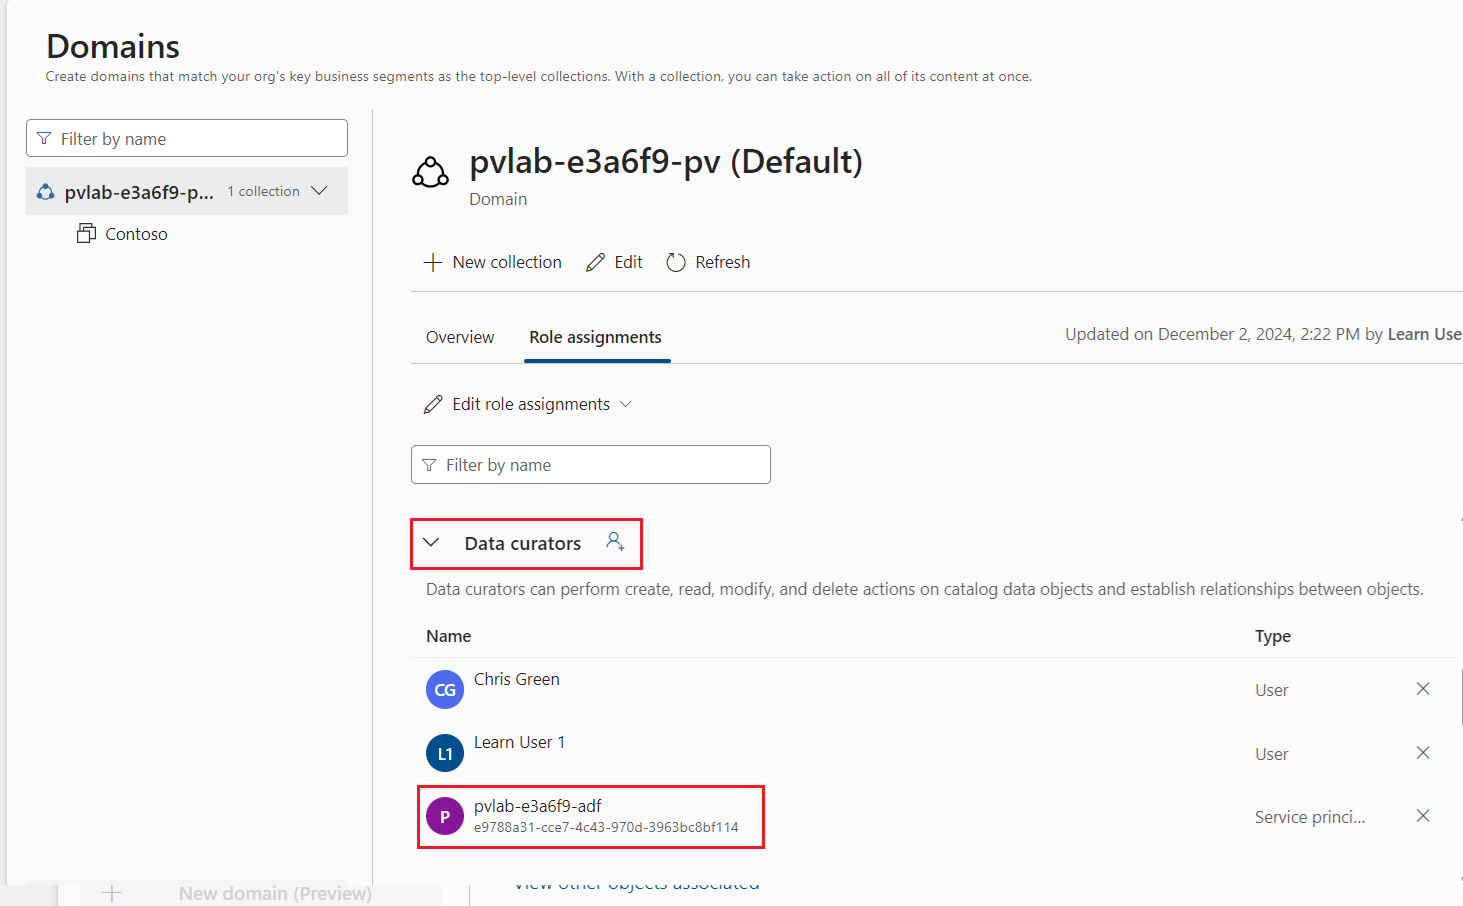 Domains
Create domains that match your org's key business segments as the top-level collections. With a collection, you can take action on all of its content at once.
Filter by name
pvlab-e3a6f9-p... 1 collection
Contoso
pvlab-e3a6f9-pv (Default)
Domain
New collection Edit Refresh
Overview Role assignments Updated on December 2, 2024, 2:22 PM by Learn Use
Edit role assignments
Filter by name
Data curators
Data curators can perform create, read, modify, and delete actions on catalog data objects and establish relationships between objects.
Name Type
CG Chris Green User
L1 Learn User 1 User
P pvlab-e3a6f9-adf Service princi...
e9788a31-cce7-4c43-970d-3963bc8bf114
New domain (Preview)
View other objects associated